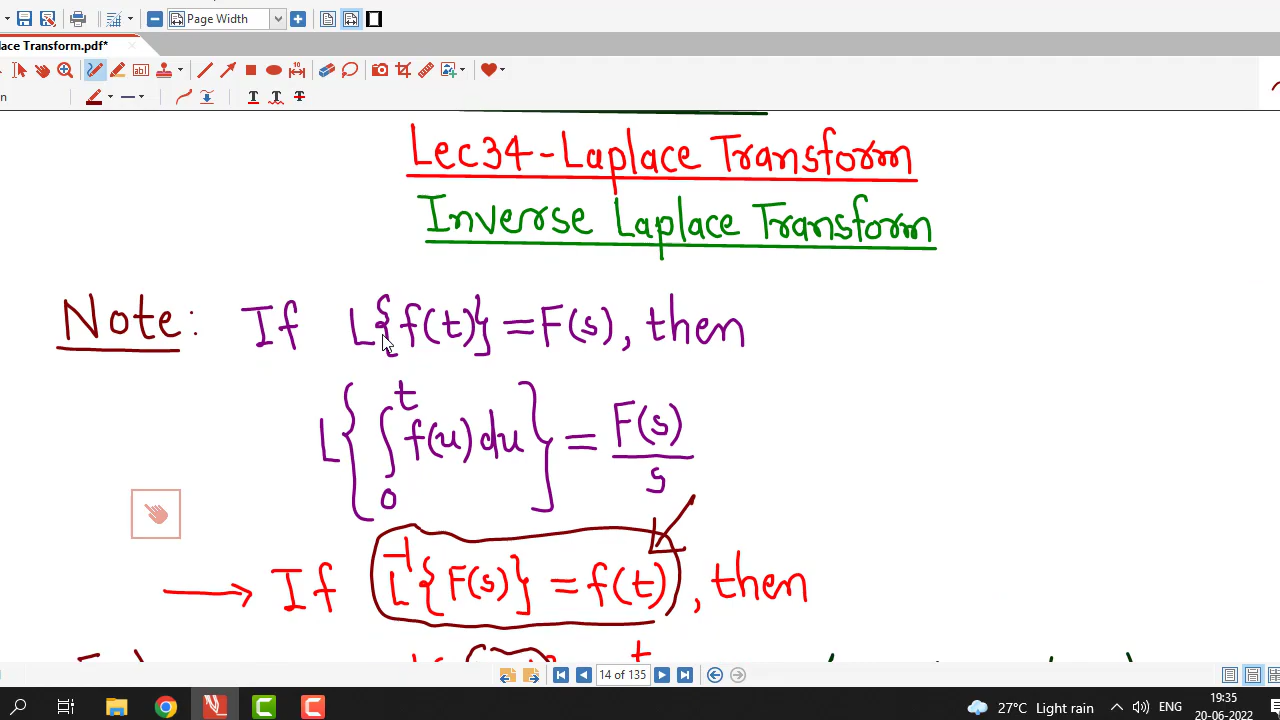 Page Width
lace Transform.pdf*
n
Lec34-Laplace Transform
Inverse Laplace Transform
Note: If L{f(t)} = F(s), then
L{∫₀ᵗ f(u)du} = F(s)/s
→ If L⁻¹{F(s)} = f(t), then
t
14 of 135
27°C Light rain
ENG
19:35
20-06-2022